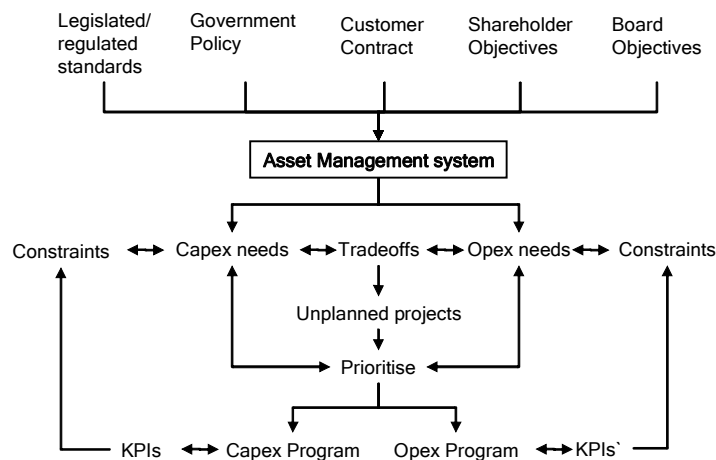 Legislated/
regulated
standards
Government
Policy
Customer
Contract
Shareholder
Objectives
Board
Objectives
Asset Management system
Constraints
Capex needs
Tradeoffs
Opex needs
Constraints
Unplanned projects
Prioritise
KPIs
Capex Program
Opex Program
KPIs`